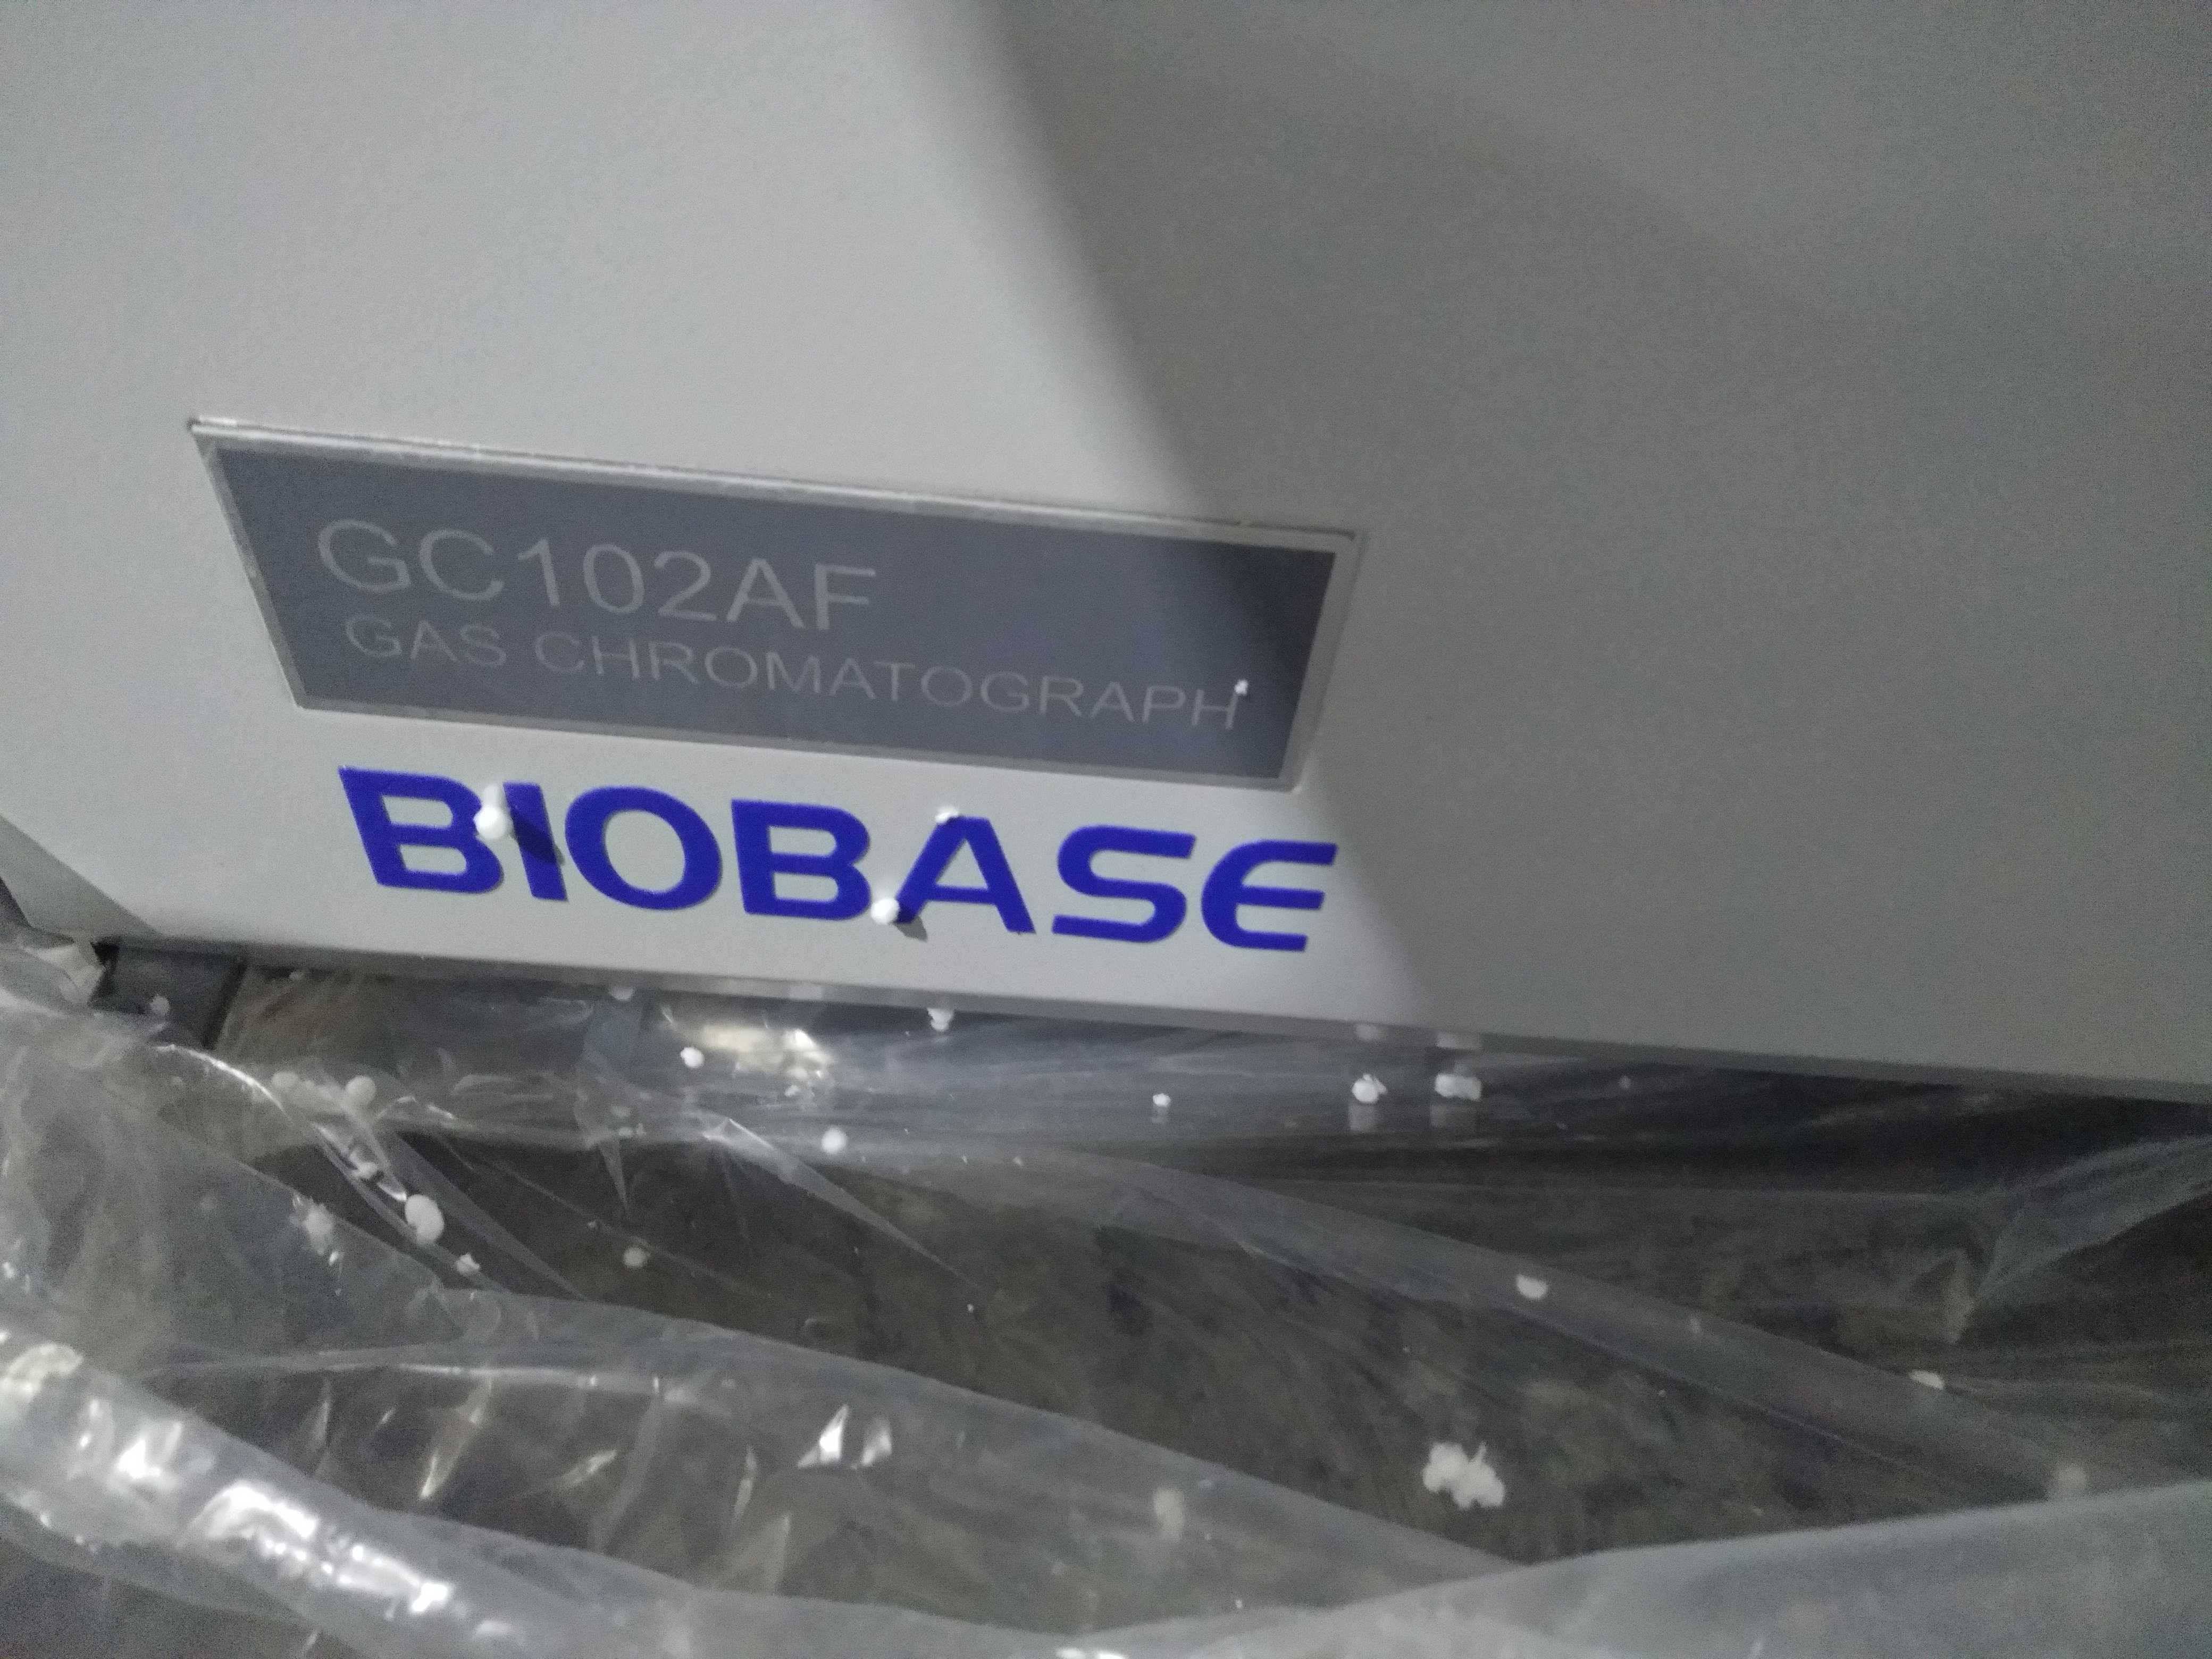 GC102AF
GAS CHROMATOGRAPH
BIOBASE